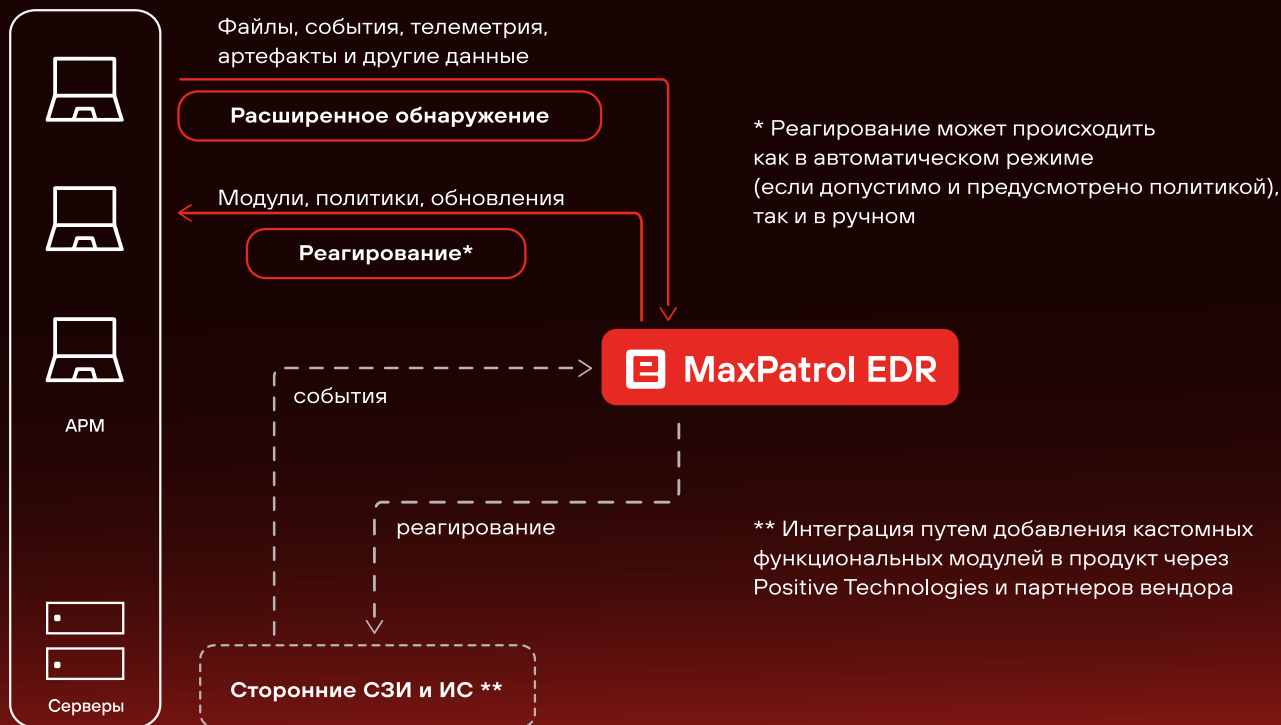 Файлы, события, телеметрия,
артефакты и другие данные
Расширенное обнаружение
* Реагирование может происходить
как в автоматическом режиме
(если допустимо и предусмотрено политикой),
так и в ручном
Модули, политики, обновления
Реагирование*
MaxPatrol EDR
события
АРМ
реагирование
** Интеграция путем добавления кастомных
функциональных модулей в продукт через
Positive Technologies и партнеров вендора
Сторонние СЗИ и ИС **
Серверы